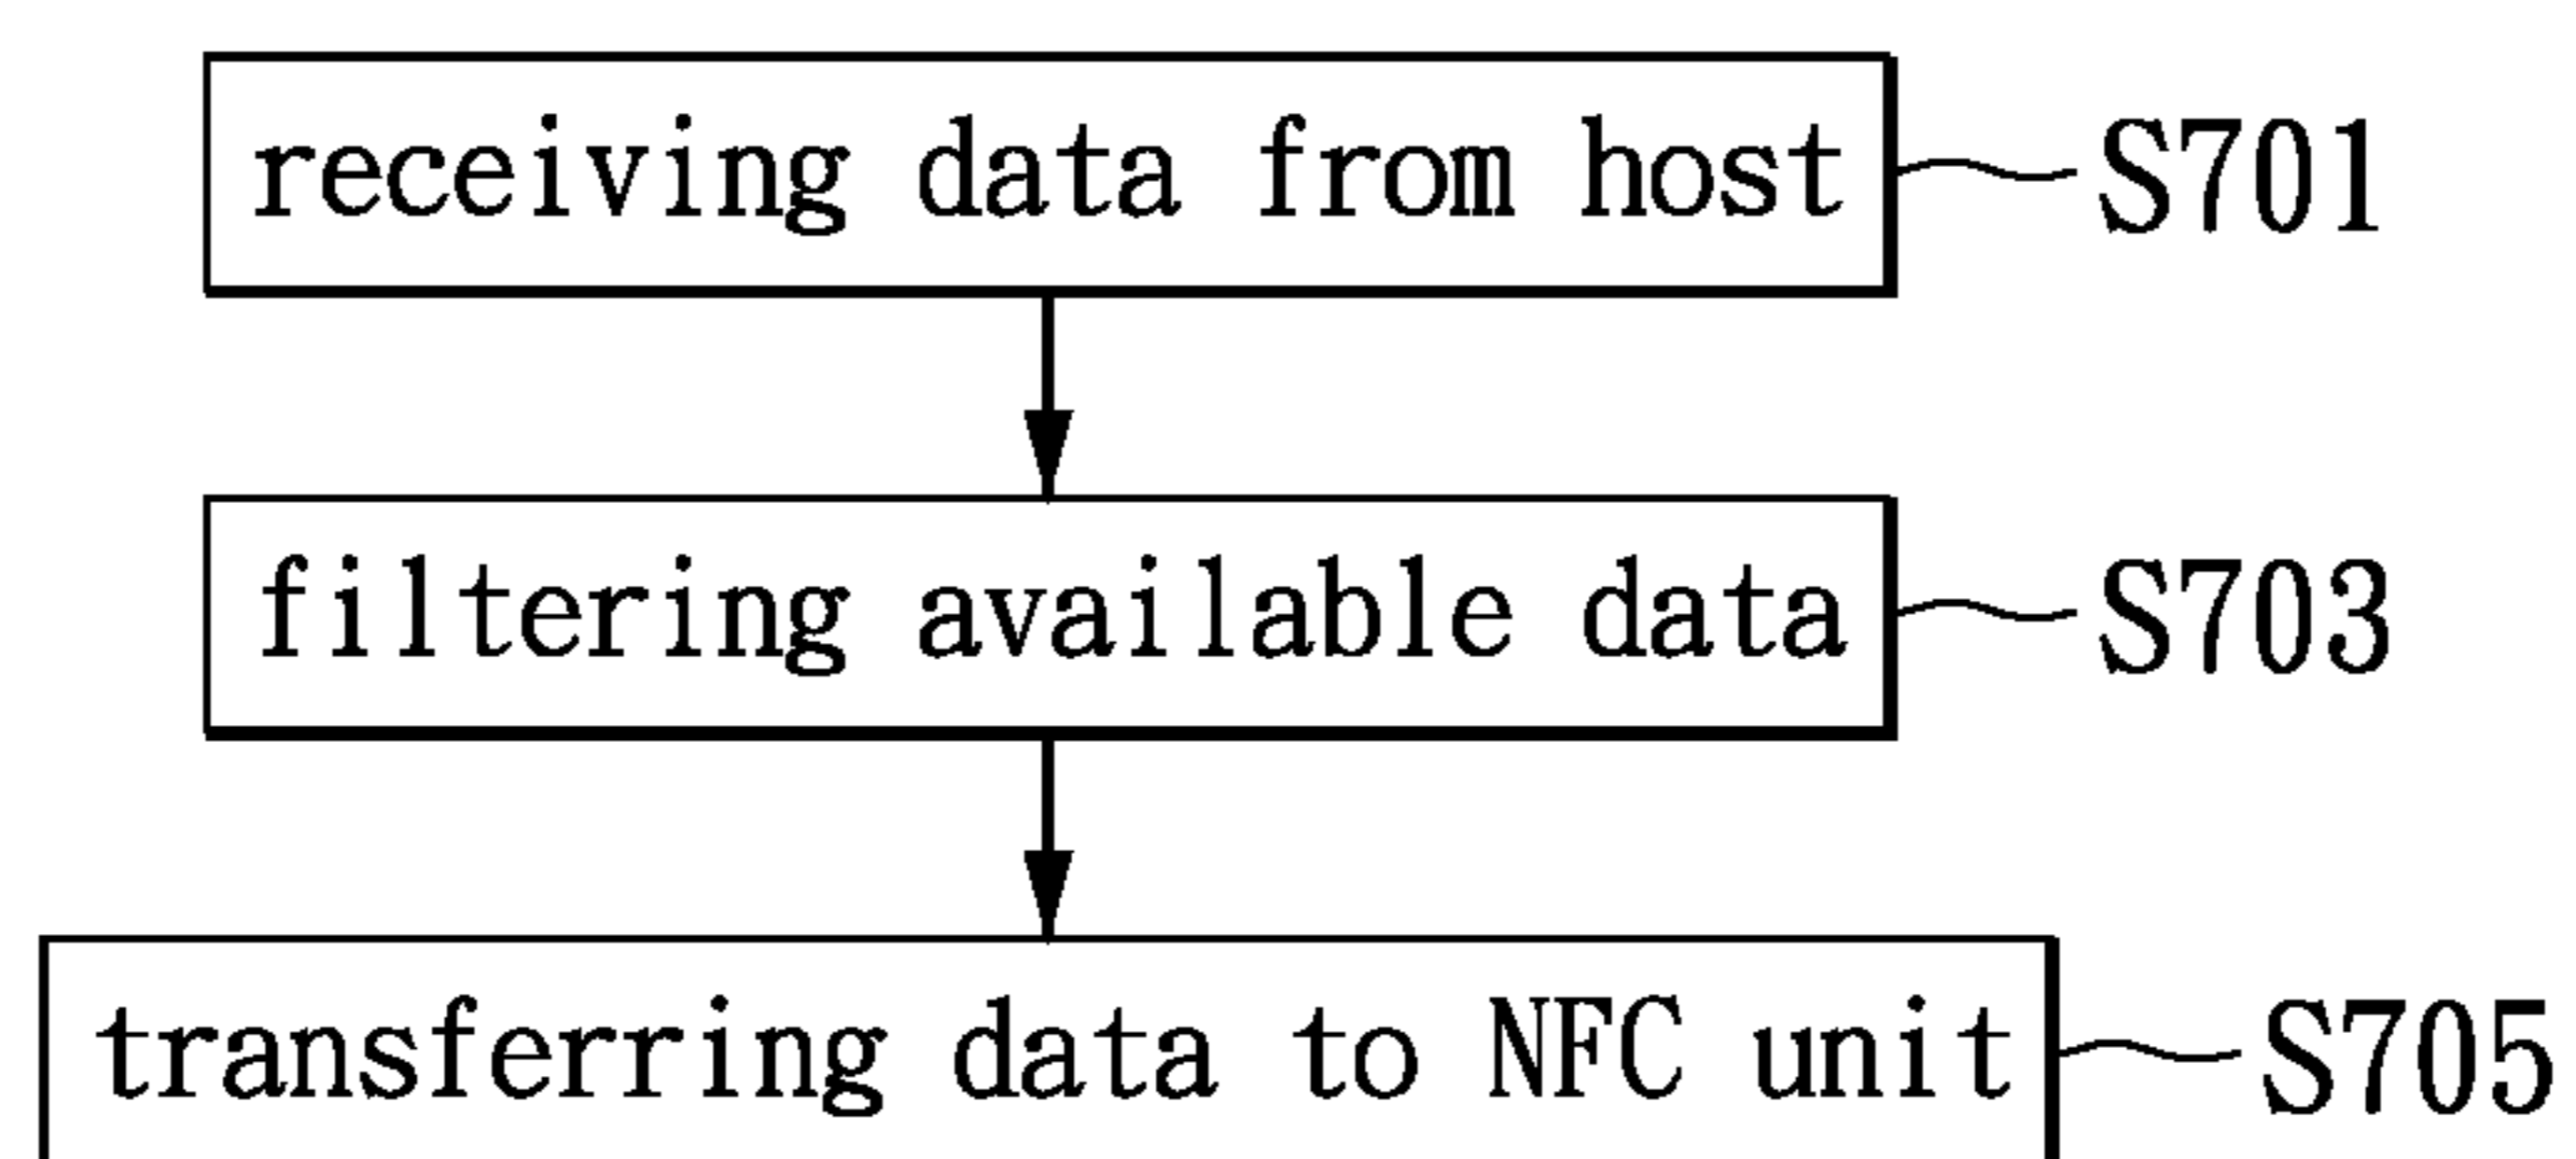 receiving data from host S701
filtering available data S703
transferring data to NFC unit S705